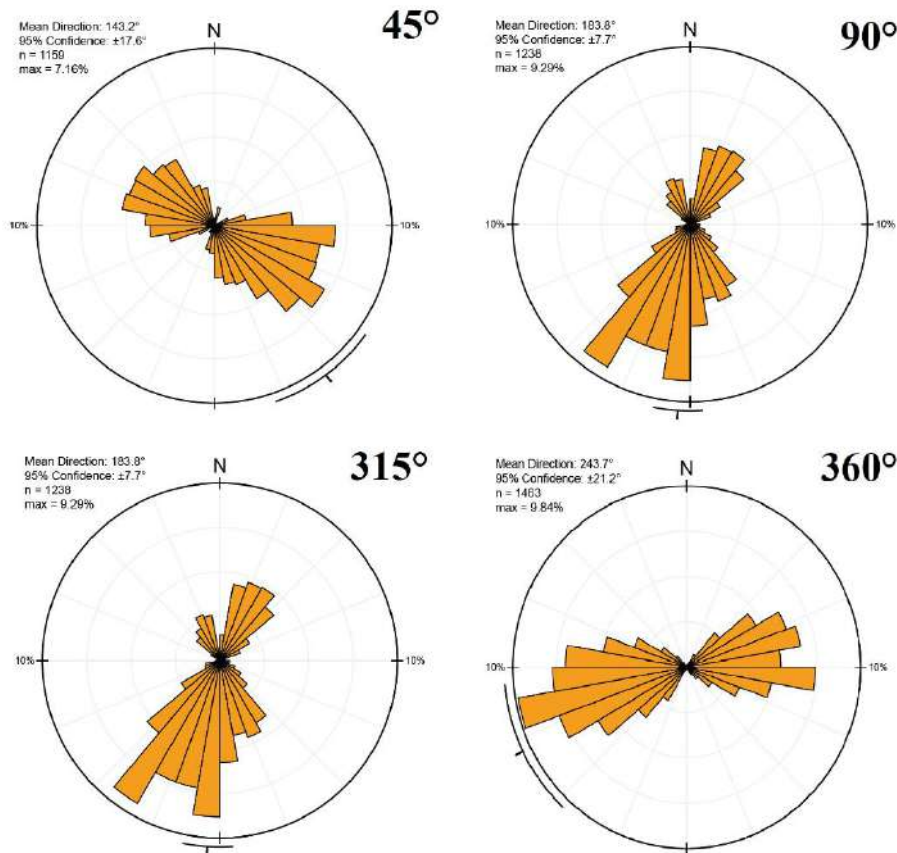 Mean Direction: 143.2°
95% Confidence: ±17.6°
n = 1159
max = 7.16%
N
45°
10%
10%
Mean Direction: 183.8°
95% Confidence: ±7.7°
n = 1238
max = 9.29%
N
90°
10%
10%
Mean Direction: 183.8°
95% Confidence: ±7.7°
n = 1238
max = 9.29%
N
315°
10%
10%
Mean Direction: 243.7°
95% Confidence: ±21.2°
n = 1463
max = 9.84%
N
360°
10%
10%